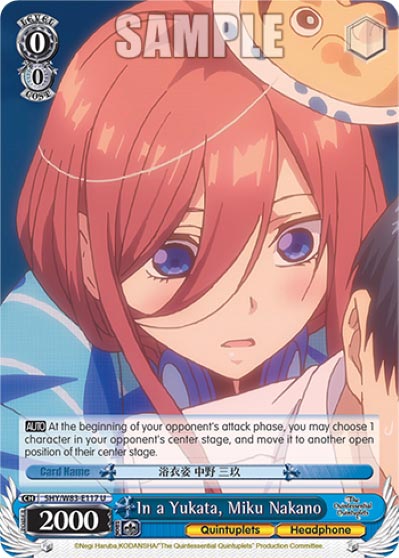 SAMPLE
LEVEL
0
0
COST
AUTO At the beginning of your opponent's attack phase, you may choose 1
character in your opponent's center stage, and move it to another open
position of their center stage.
Card Name 浴衣姿 中野 三玖
CH 5HY/W83-E117 U
In a Yukata, Miku Nakano
The Quintessential Quintuplets
2000
Quintuplets Headphone
©Negi Haruba,KODANSHA/"The Quintessential Quintuplets" Production Committee.